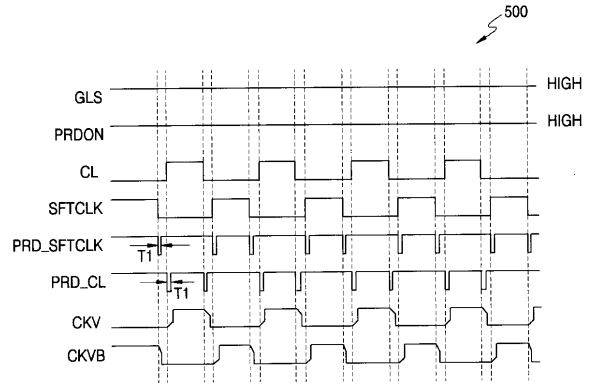 500
GLS HIGH
PRDON HIGH
CL
SFTCLK
PRD_SFTCLK T1
PRD_CL T1
CKV
CKVB